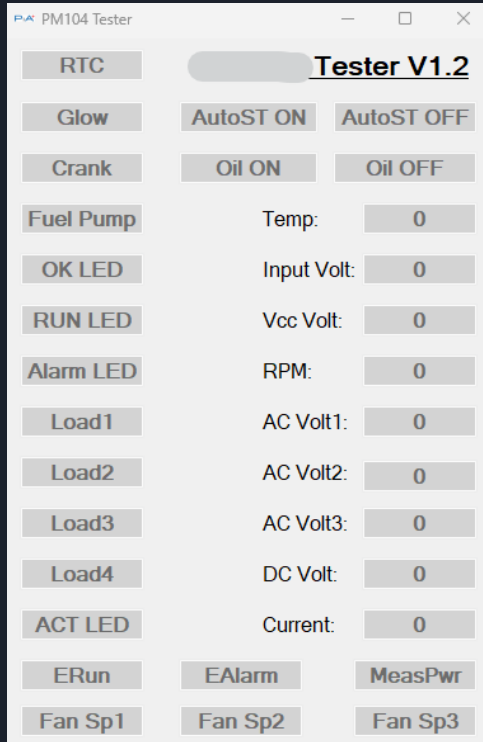 PM104 Tester
RTC
Tester V1.2
Glow
AutoST ON
AutoST OFF
Crank
Oil ON
Oil OFF
Fuel Pump
Temp:
0
OK LED
Input Volt:
0
RUN LED
Vcc Volt:
0
Alarm LED
RPM:
0
Load1
AC Volt1:
0
Load2
AC Volt2:
0
Load3
AC Volt3:
0
Load4
DC Volt:
0
ACT LED
Current:
0
ERun
EAlarm
MeasPwr
Fan Sp1
Fan Sp2
Fan Sp3